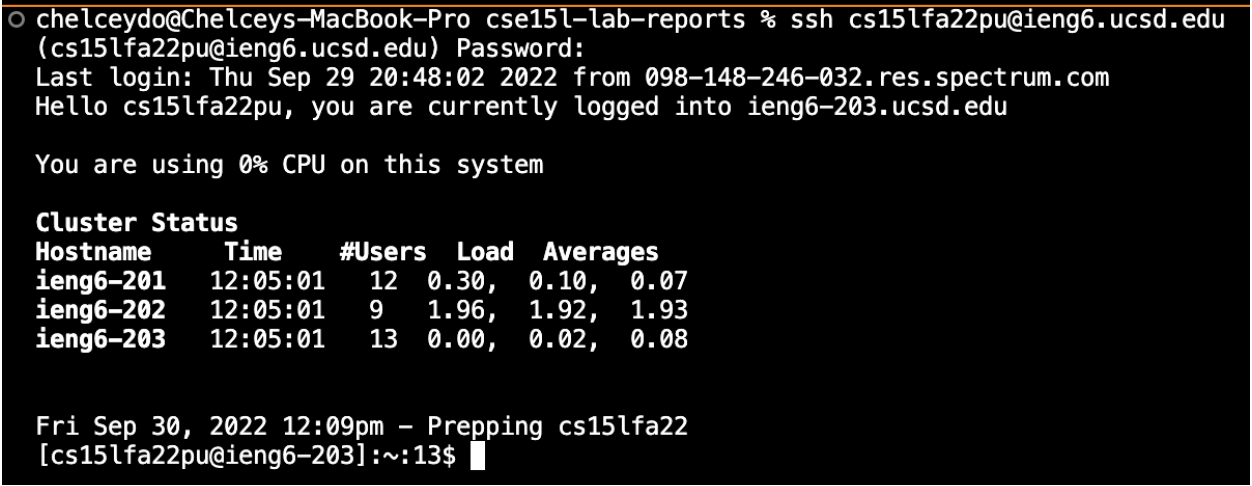 chelceydo@Chelceys-MacBook-Pro cse15l-lab-reports % ssh cs15lfa22pu@ieng6.ucsd.edu
(cs15lfa22pu@ieng6.ucsd.edu) Password:
Last login: Thu Sep 29 20:48:02 2022 from 098-148-246-032.res.spectrum.com
Hello cs15lfa22pu, you are currently logged into ieng6-203.ucsd.edu
You are using 0% CPU on this system
Cluster Status
Hostname Time #Users Load Averages
ieng6-201 12:05:01 12 0.30, 0.10, 0.07
ieng6-202 12:05:01 9 1.96, 1.92, 1.93
ieng6-203 12:05:01 13 0.00, 0.02, 0.08
Fri Sep 30, 2022 12:09pm - Prepping cs15lfa22
[cs15lfa22pu@ieng6-203]:~:13$